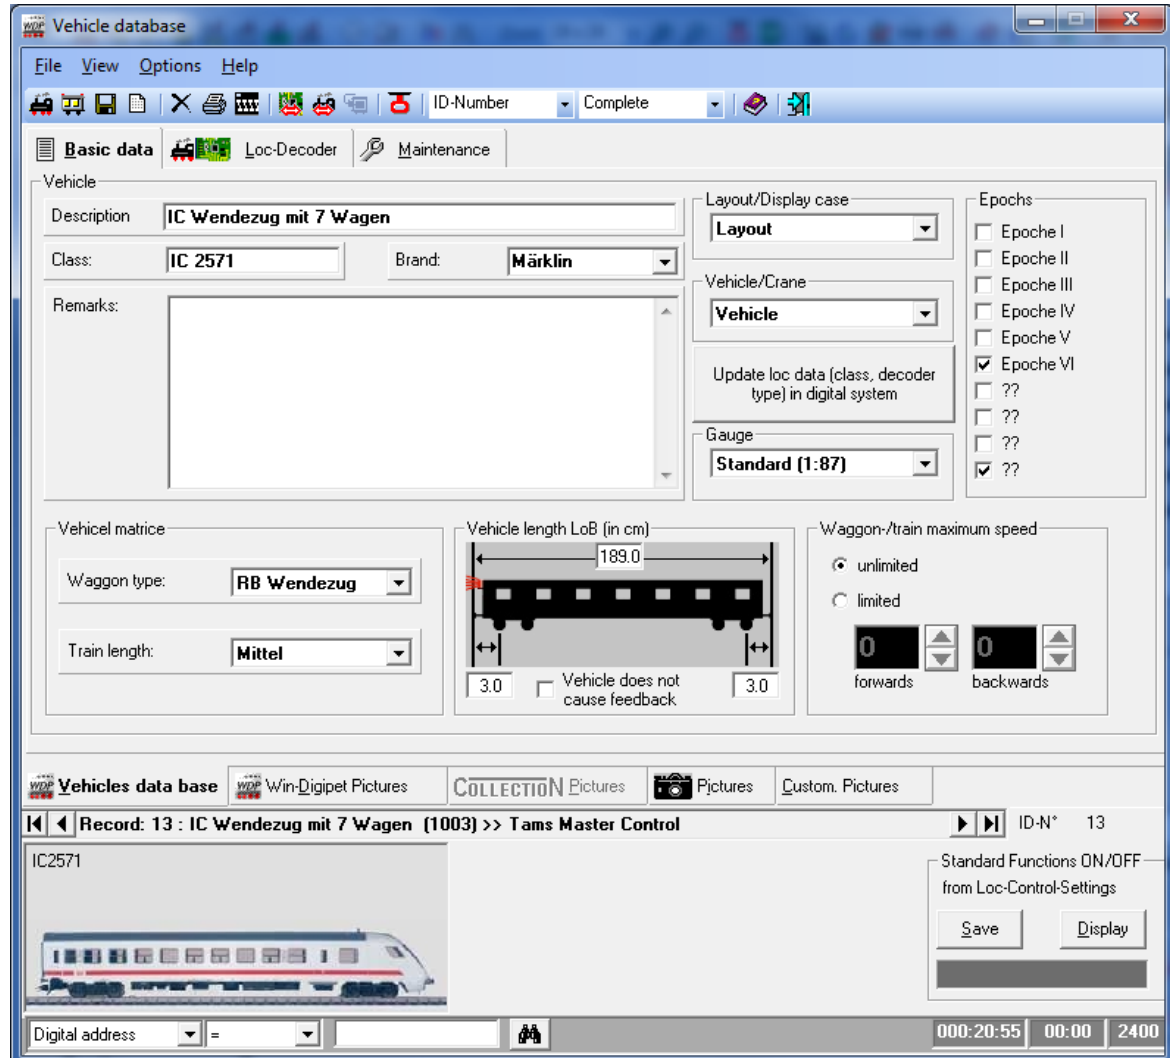 WDP Vehicle database
File View Options Help
ID-Number Complete
Basic data Loc-Decoder Maintenance
Vehicle
Description IC Wendezug mit 7 Wagen
Class: IC 2571 Brand: Märklin
Remarks:
Layout/Display case
Layout
Vehicle/Crane
Vehicle
Update loc data (class, decoder
type) in digital system
Gauge
Standard (1:87)
Epochs
Epoche I
Epoche II
Epoche III
Epoche IV
Epoche V
Epoche VI
??
??
??
??
Vehicel matrice
Waggon type: RB Wendezug
Train length: Mittel
Vehicle length LoB (in cm)
189.0
3.0 Vehicle does not 3.0
cause feedback
Waggon-/train maximum speed
unlimited
limited
0 0
forwards backwards
WDP Vehicles data base WDP Win-Digipet Pictures COLLECTION Pictures Pictures Custom. Pictures
Record: 13 : IC Wendezug mit 7 Wagen (1003) >> Tams Master Control ID-N° 13
IC2571
Standard Functions ON/OFF
from Loc-Control-Settings
Save Display
Digital address = 000:20:55 00:00 2400